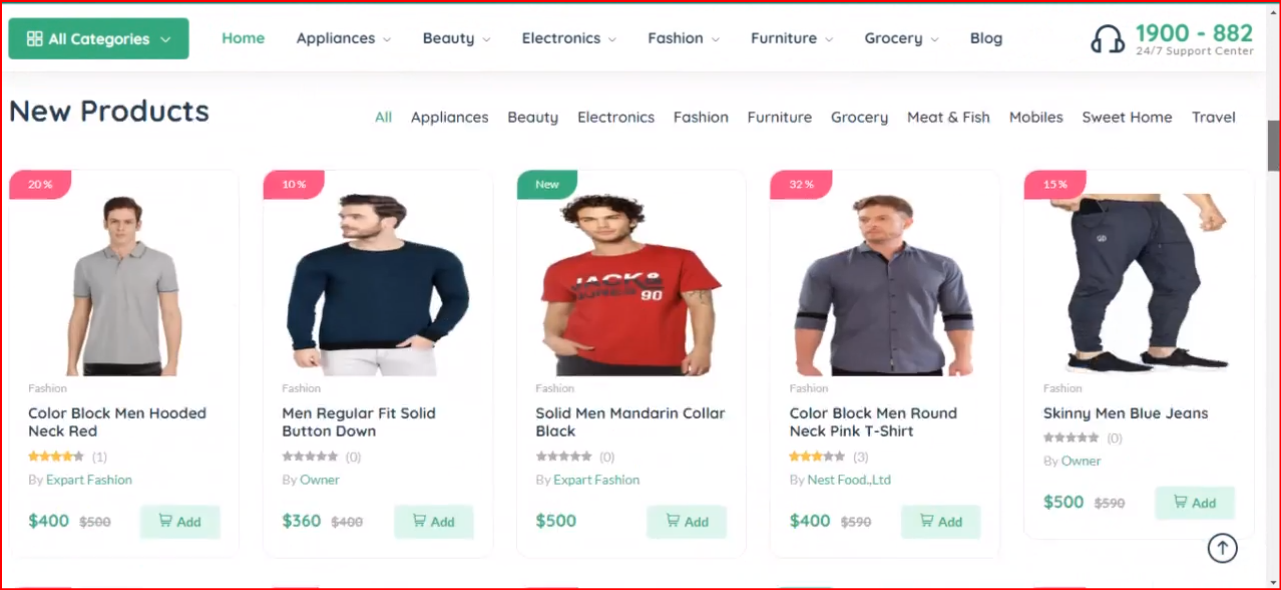 All Categories Home Appliances Beauty Electronics Fashion Furniture Grocery Blog 1900 - 882
24/7 Support Center
New Products All Appliances Beauty Electronics Fashion Furniture Grocery Meat & Fish Mobiles Sweet Home Travel
20% 10% New 32% 15%
JACK&
JONES 90
Fashion Fashion Fashion Fashion Fashion
Color Block Men Hooded Men Regular Fit Solid Solid Men Mandarin Collar Color Block Men Round Skinny Men Blue Jeans
Neck Red Button Down Black Neck Pink T-Shirt
(1) (0) (0) (3) (0)
By Expart Fashion By Owner By Expart Fashion By Nest Food.,Ltd By Owner
$400 $500 Add $360 $400 Add $500 Add $400 $590 Add $500 $590 Add